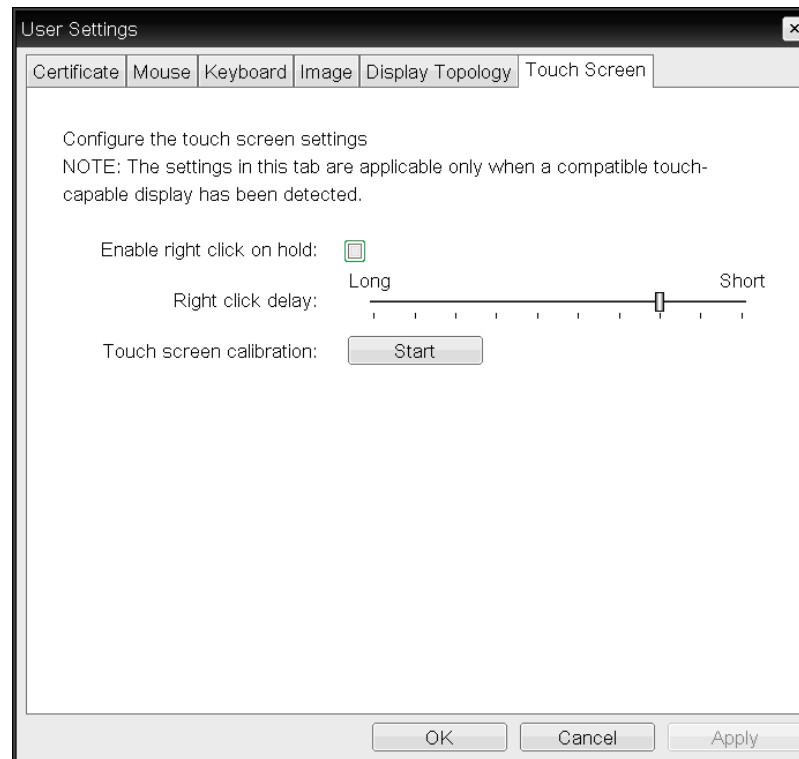 User Settings
Certificate Mouse Keyboard Image Display Topology Touch Screen
Configure the touch screen settings
NOTE: The settings in this tab are applicable only when a compatible touch-
capable display has been detected.
Enable right click on hold:
Long Short
Right click delay:
Touch screen calibration: Start
OK Cancel Apply